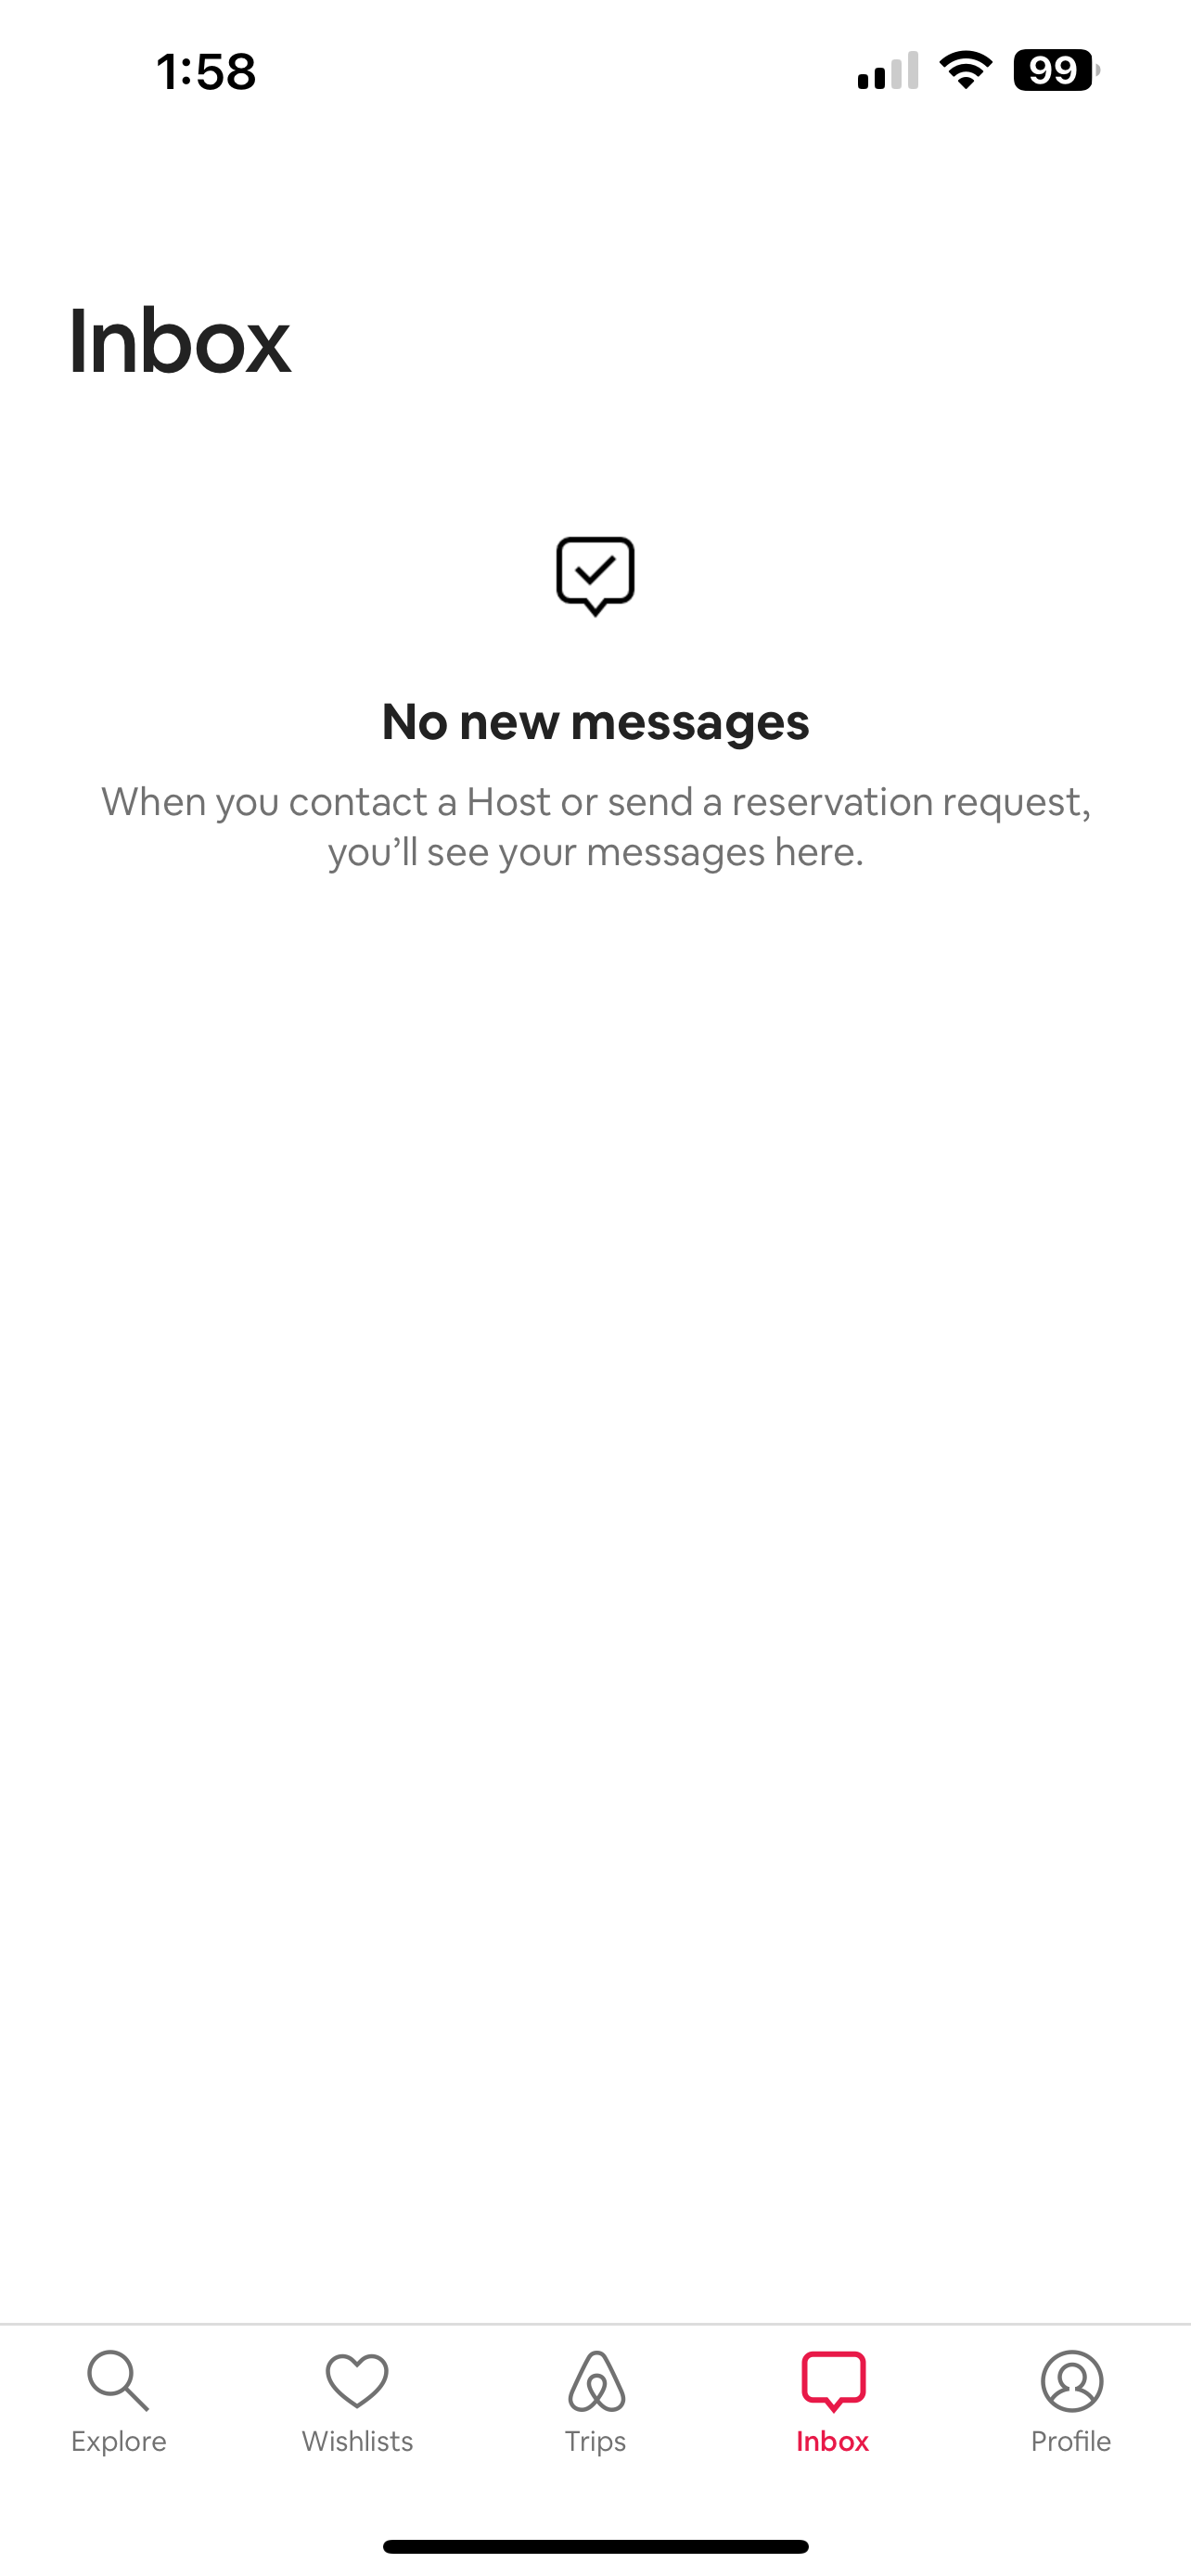 1:58
99
Inbox
No new messages
When you contact a Host or send a reservation request,
you’ll see your messages here.
Explore
Wishlists
Trips
Inbox
Profile